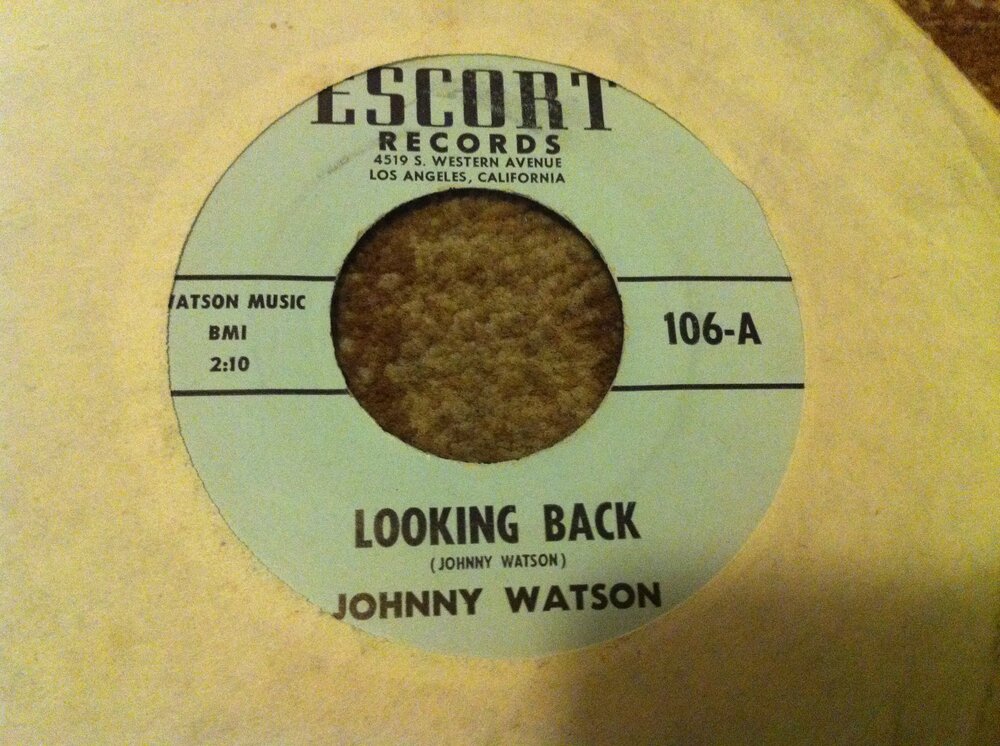 ESCORT
RECORDS
4519 S. WESTERN AVENUE
LOS ANGELES, CALIFORNIA
ATSON MUSIC
BMI
2:10
106-A
LOOKING BACK
(JOHNNY WATSON)
JOHNNY WATSON